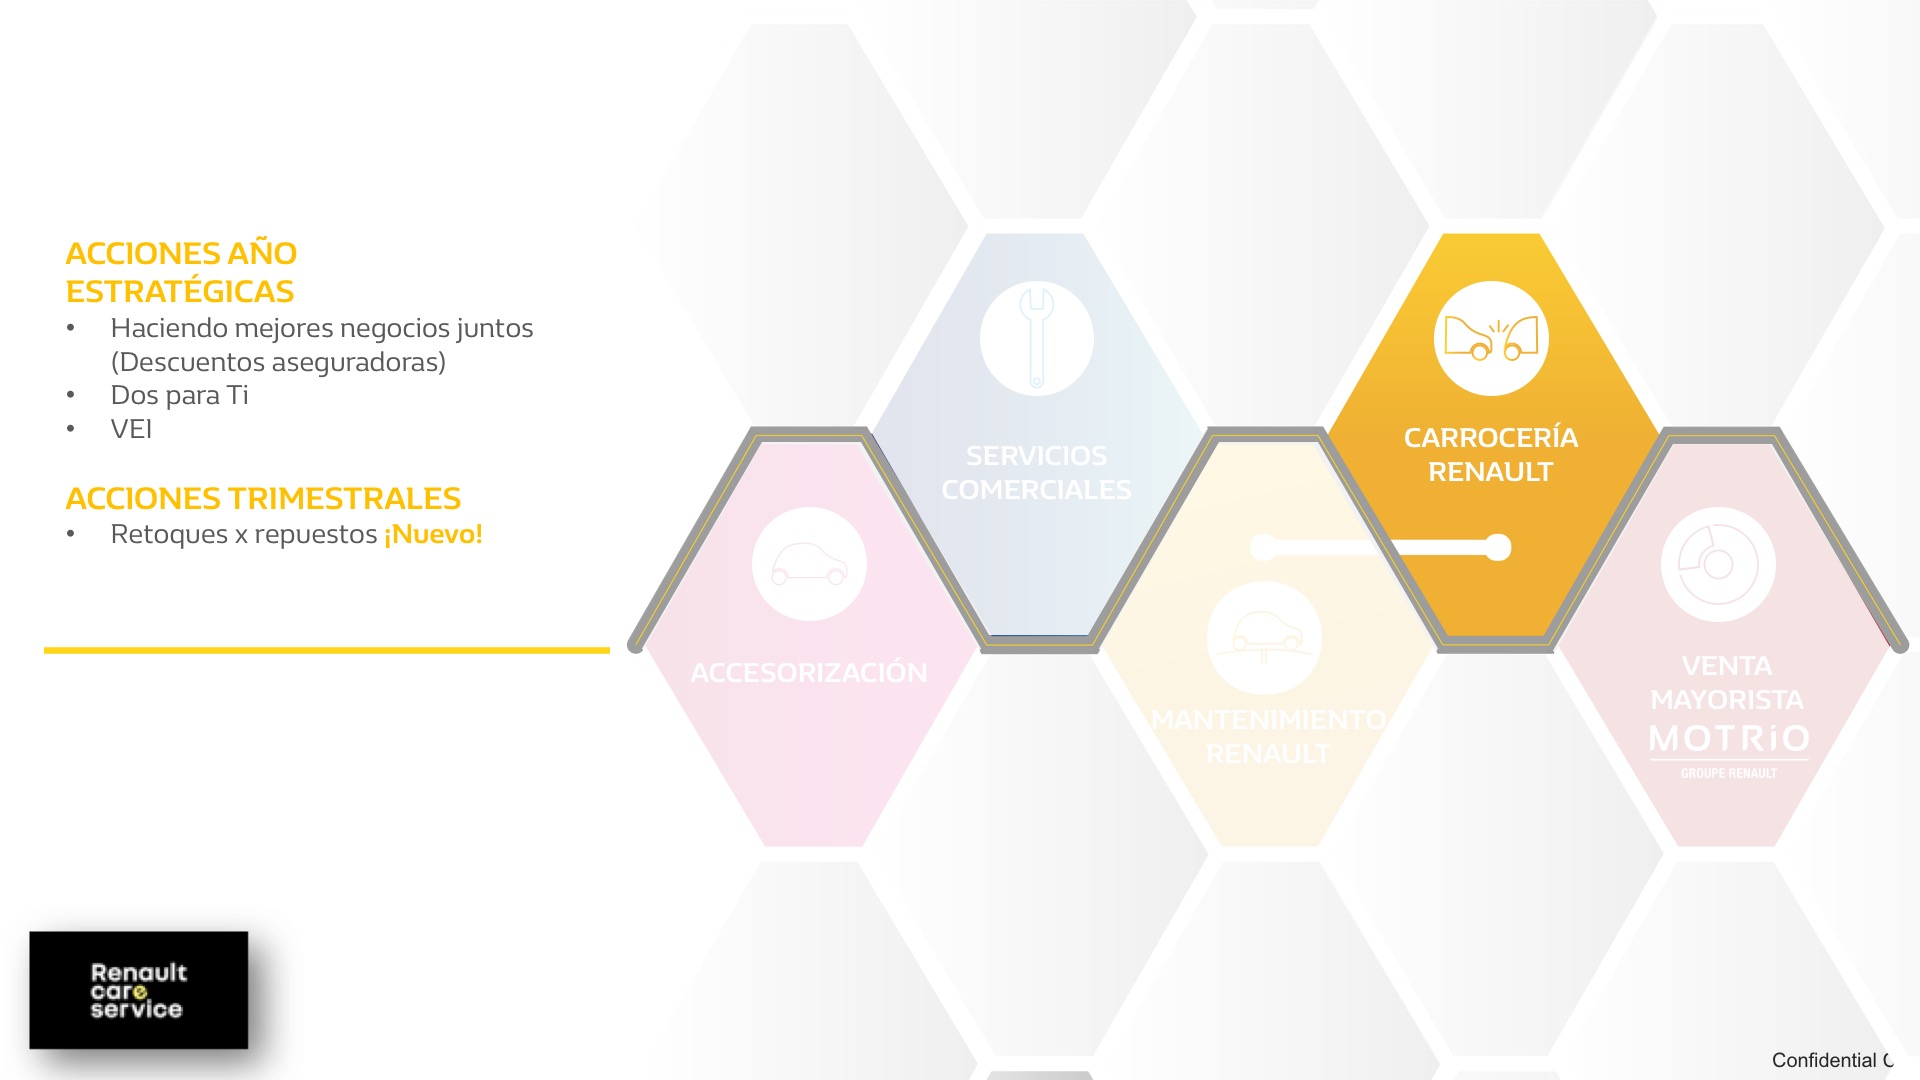 ACCIONES AÑO
ESTRATÉGICAS
• Haciendo mejores negocios juntos
(Descuentos aseguradoras)
• Dos para Ti
• VEI
ACCIONES TRIMESTRALES
• Retoques x repuestos ¡Nuevo!
SERVICIOS
COMERCIALES
CARROCERÍA
RENAULT
ACCESORIZACIÓN
MANTENIMIENTO
RENAULT
VENTA
MAYORISTA
MOTRiO
GROUPE RENAULT
Renault
care
service
Confidential C